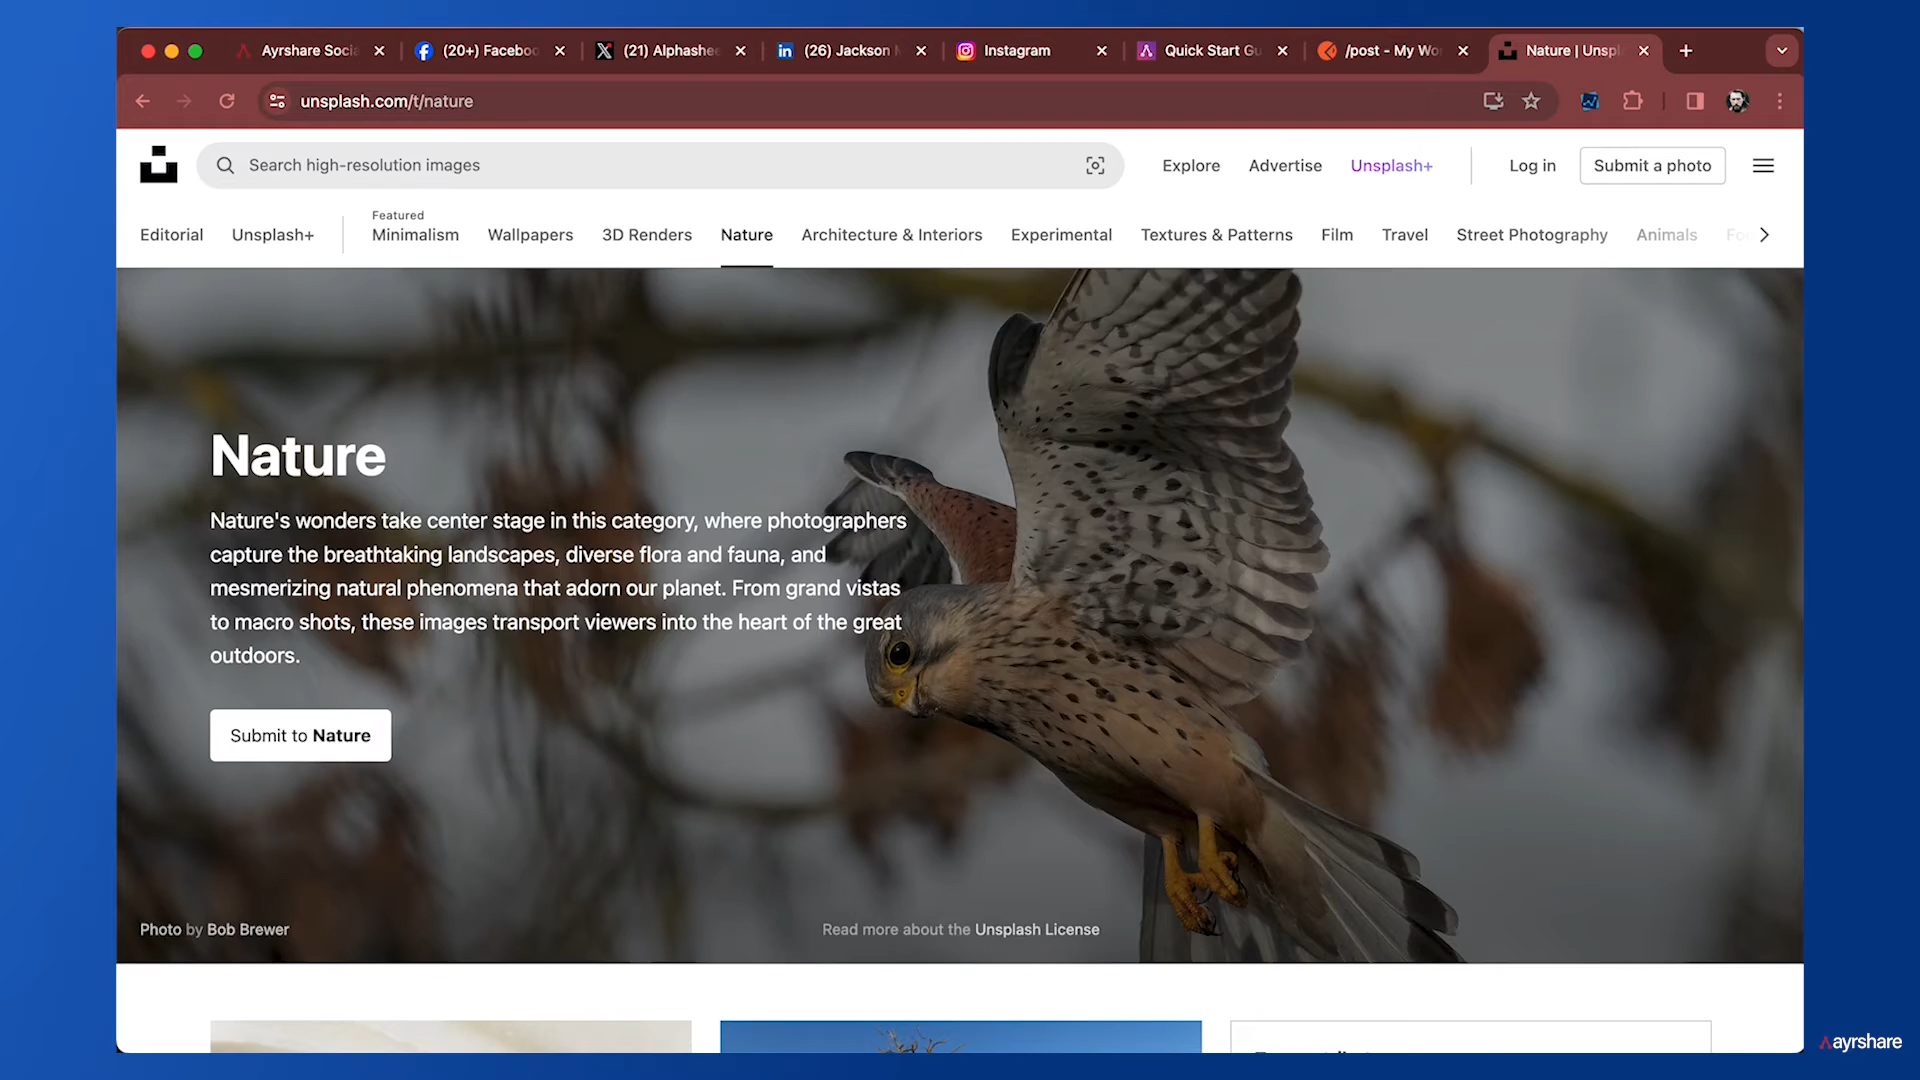 Ayrshare Socia
(20+) Faceboo
(21) Alphashee
(26) Jackson
Instagram
Quick Start Gu
/post - My Wo
Nature | Unspl
unsplash.com/t/nature
Search high-resolution images
Explore
Advertise
Unsplash+
Log in
Submit a photo
Featured
Editorial
Unsplash+
Minimalism
Wallpapers
3D Renders
Nature
Architecture & Interiors
Experimental
Textures & Patterns
Film
Travel
Street Photography
Animals
Nature
Nature's wonders take center stage in this category, where photographers
capture the breathtaking landscapes, diverse flora and fauna, and
mesmerizing natural phenomena that adorn our planet. From grand vistas
to macro shots, these images transport viewers into the heart of the great
outdoors.
Submit to Nature
Photo by Bob Brewer
Read more about the Unsplash License
ayrshare